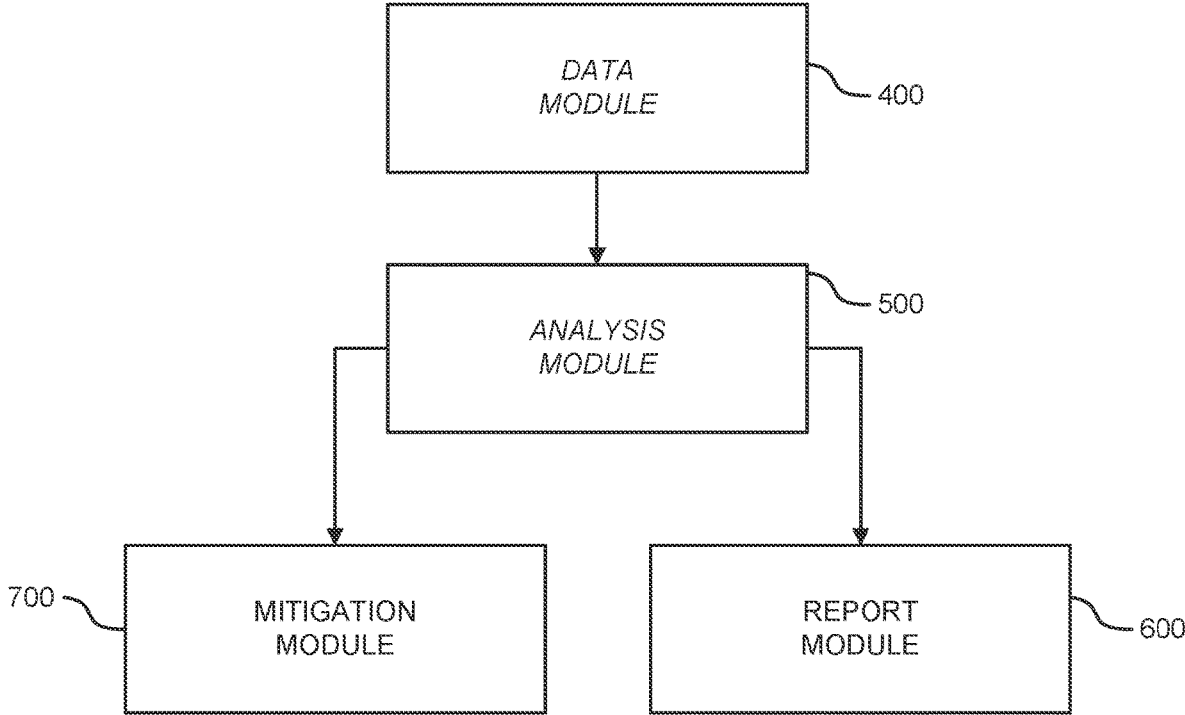 DATA
MODULE
400
ANALYSIS
MODULE
500
700
MITIGATION
MODULE
REPORT
MODULE
600